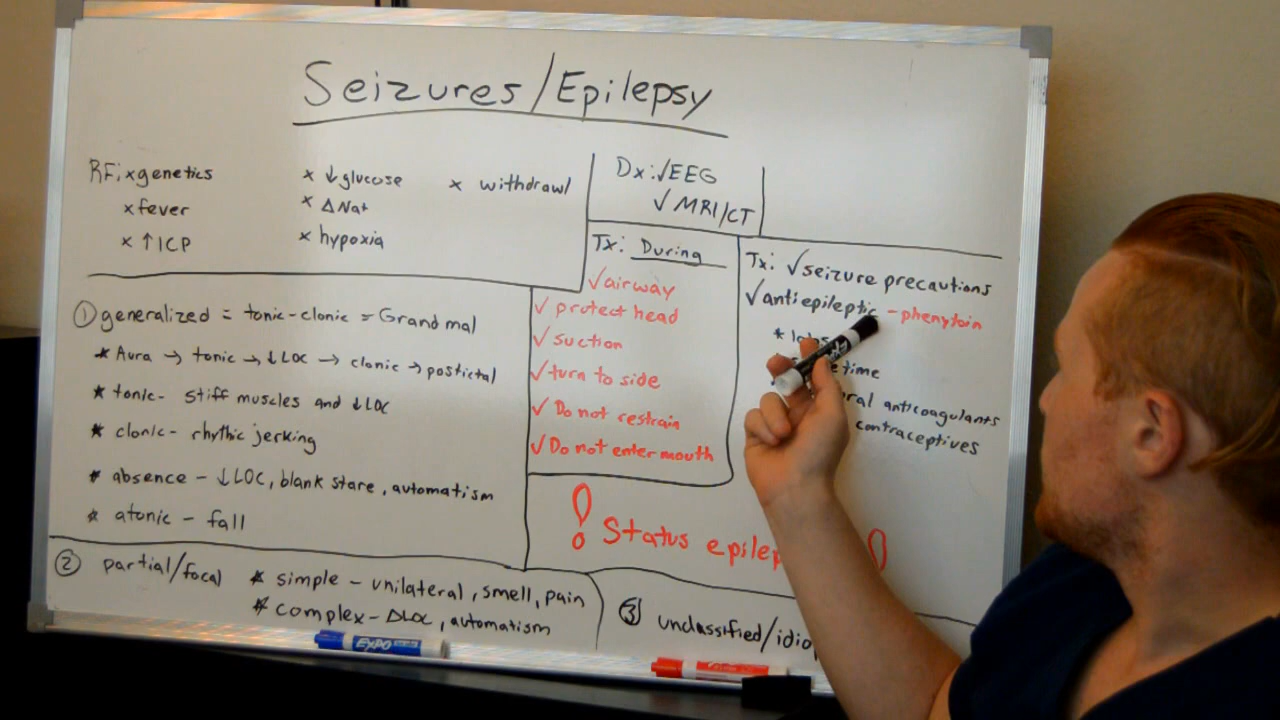 Seizures/Epilepsy
RF: x genetics
x fever
x ↑ICP
x ↓glucose
x ΔNa+
x hypoxia
x withdrawl
Dx: √EEG
√ MRI/CT
Tx: During
√airway
√ protect head
√ suction
√ turn to side
√ Do not restrain
√ Do not enter mouth
Tx: √seizure precautions
√antiepileptic - phenytoin
*
time
anticoagulants
contraceptives
① generalized = tonic-clonic = Grand mal
* Aura → tonic → ↓LOC → clonic → postictal
* tonic- stiff muscles and ↓LOC
* clonic- rhythic jerking
* absence - ↓LOC, blank stare, automatism
* atonic - fall
! Status !
② partial/focal
* simple - unilateral, smell, pain
* complex - ΔLOC, automatism
③ unclassified/
EXPO